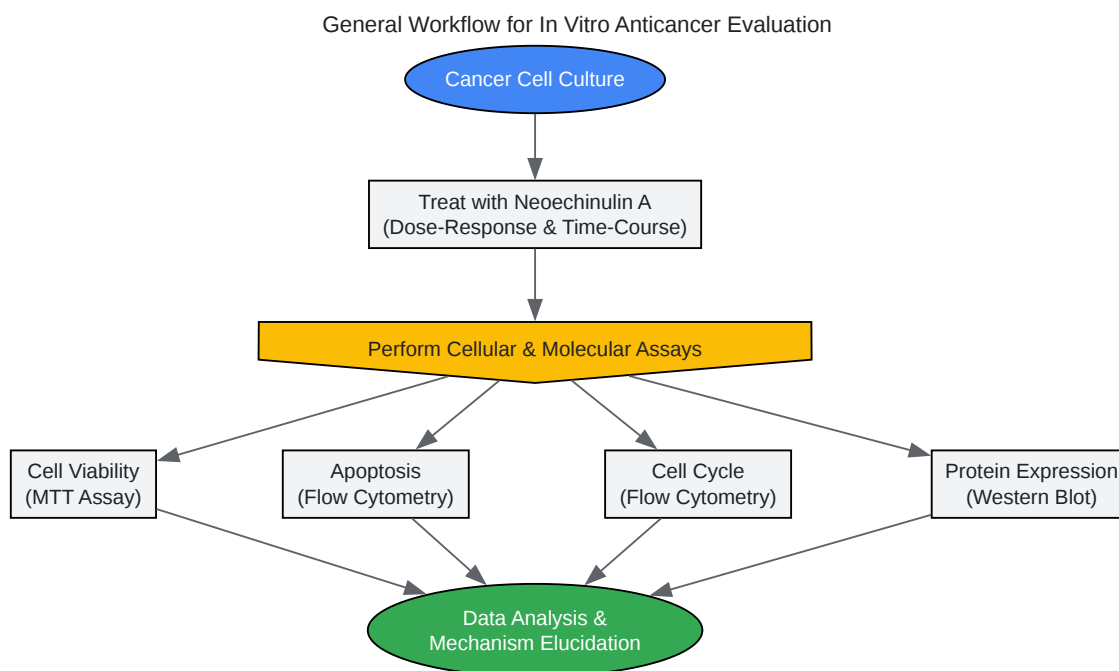 General Workflow for In Vitro Anticancer Evaluation
Cancer Cell Culture
Treat with Neoechinulin A
(Dose-Response & Time-Course)
Perform Cellular & Molecular Assays
Cell Viability
(MTT Assay)
Apoptosis
(Flow Cytometry)
Cell Cycle
(Flow Cytometry)
Protein Expression
(Western Blot)
Data Analysis &
Mechanism Elucidation